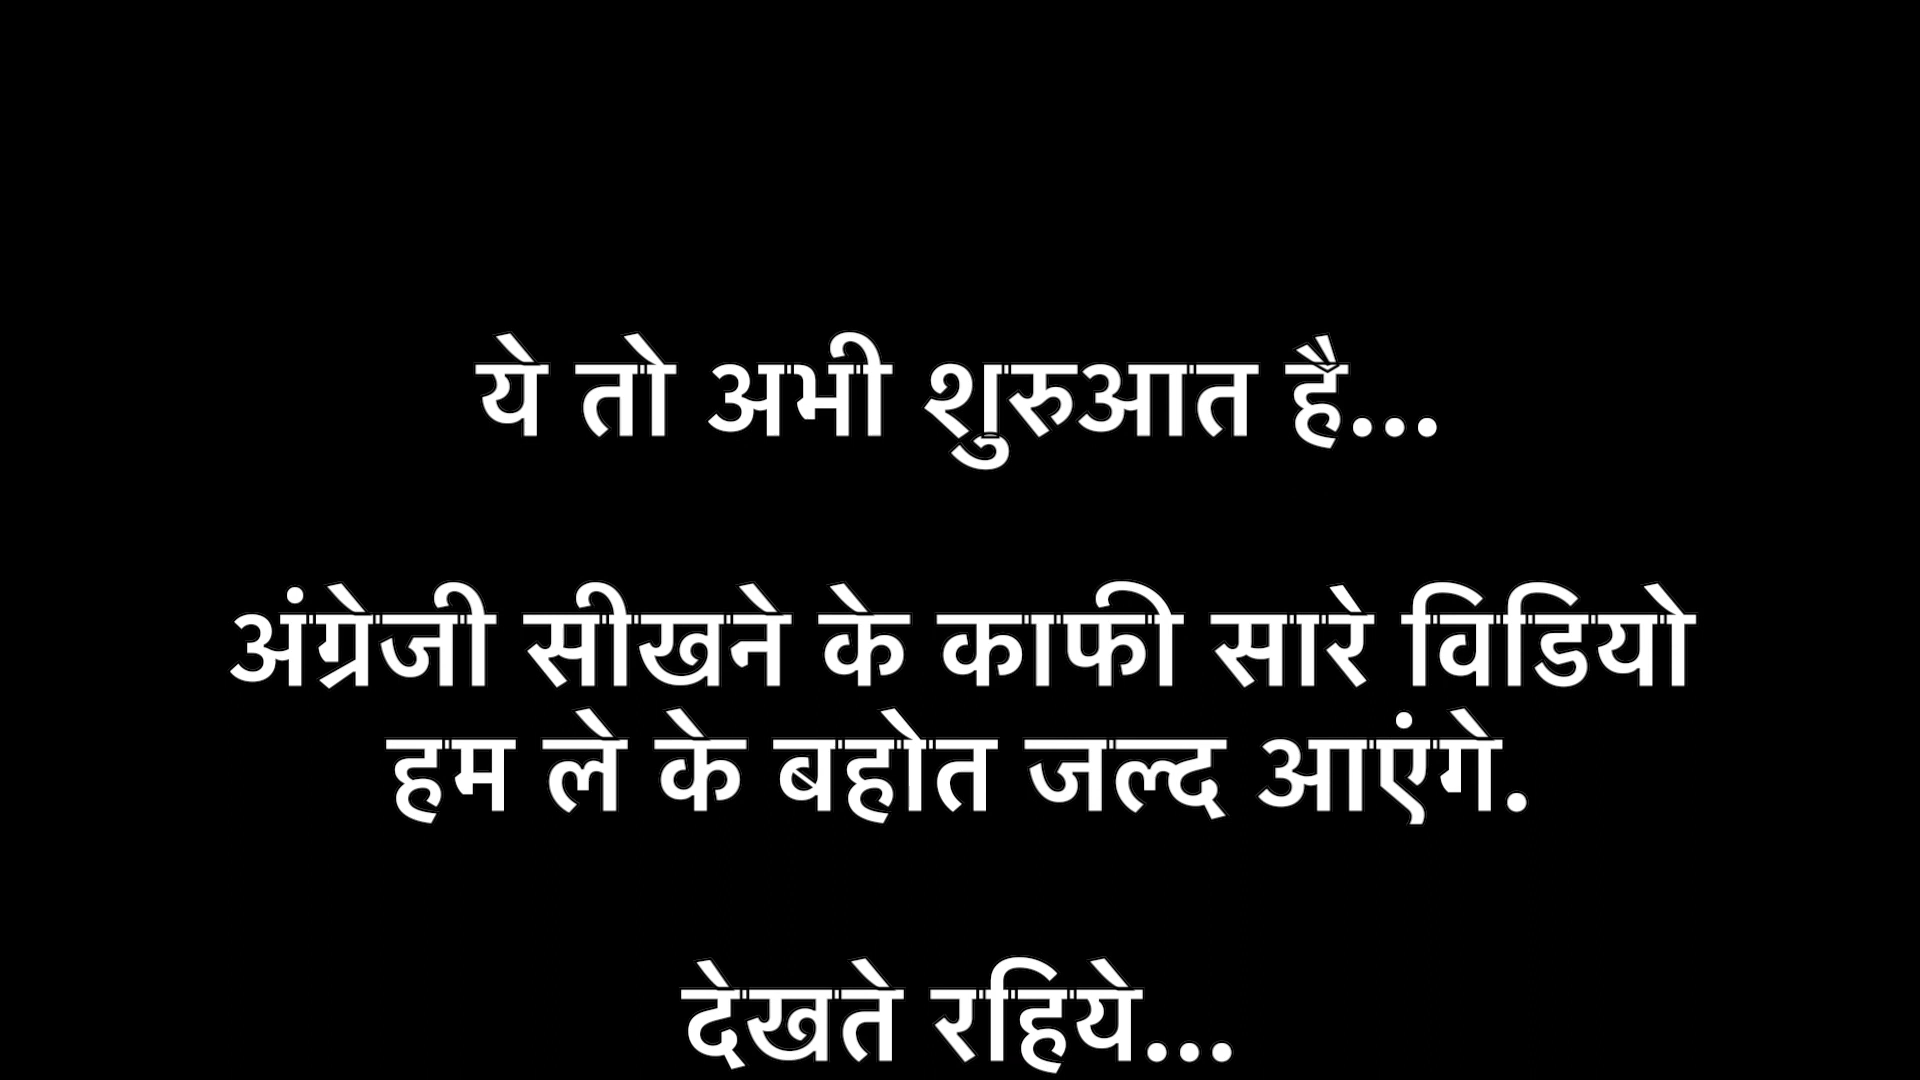 ये तो अभी शुरुआत है...
अंग्रेजी सीखने के काफी सारे विडियो
हम ले के बहोत जल्द आएंगे.
देखते रहिये...